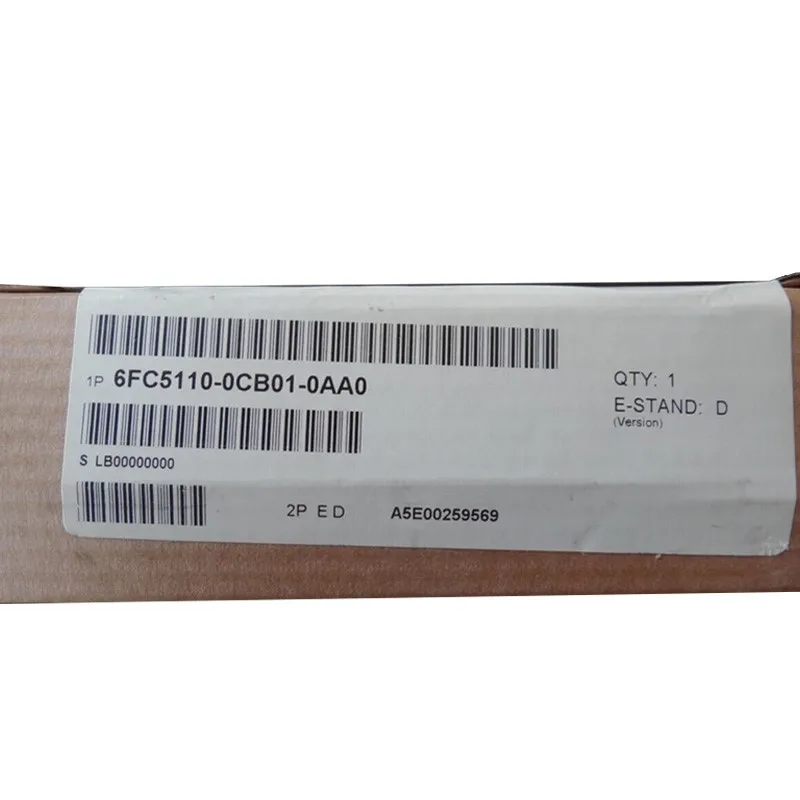 1P 6FC5110-0CB01-0AA0
QTY: 1
E-STAND: D
(Version)
S LB00000000
2P E D A5E00259569